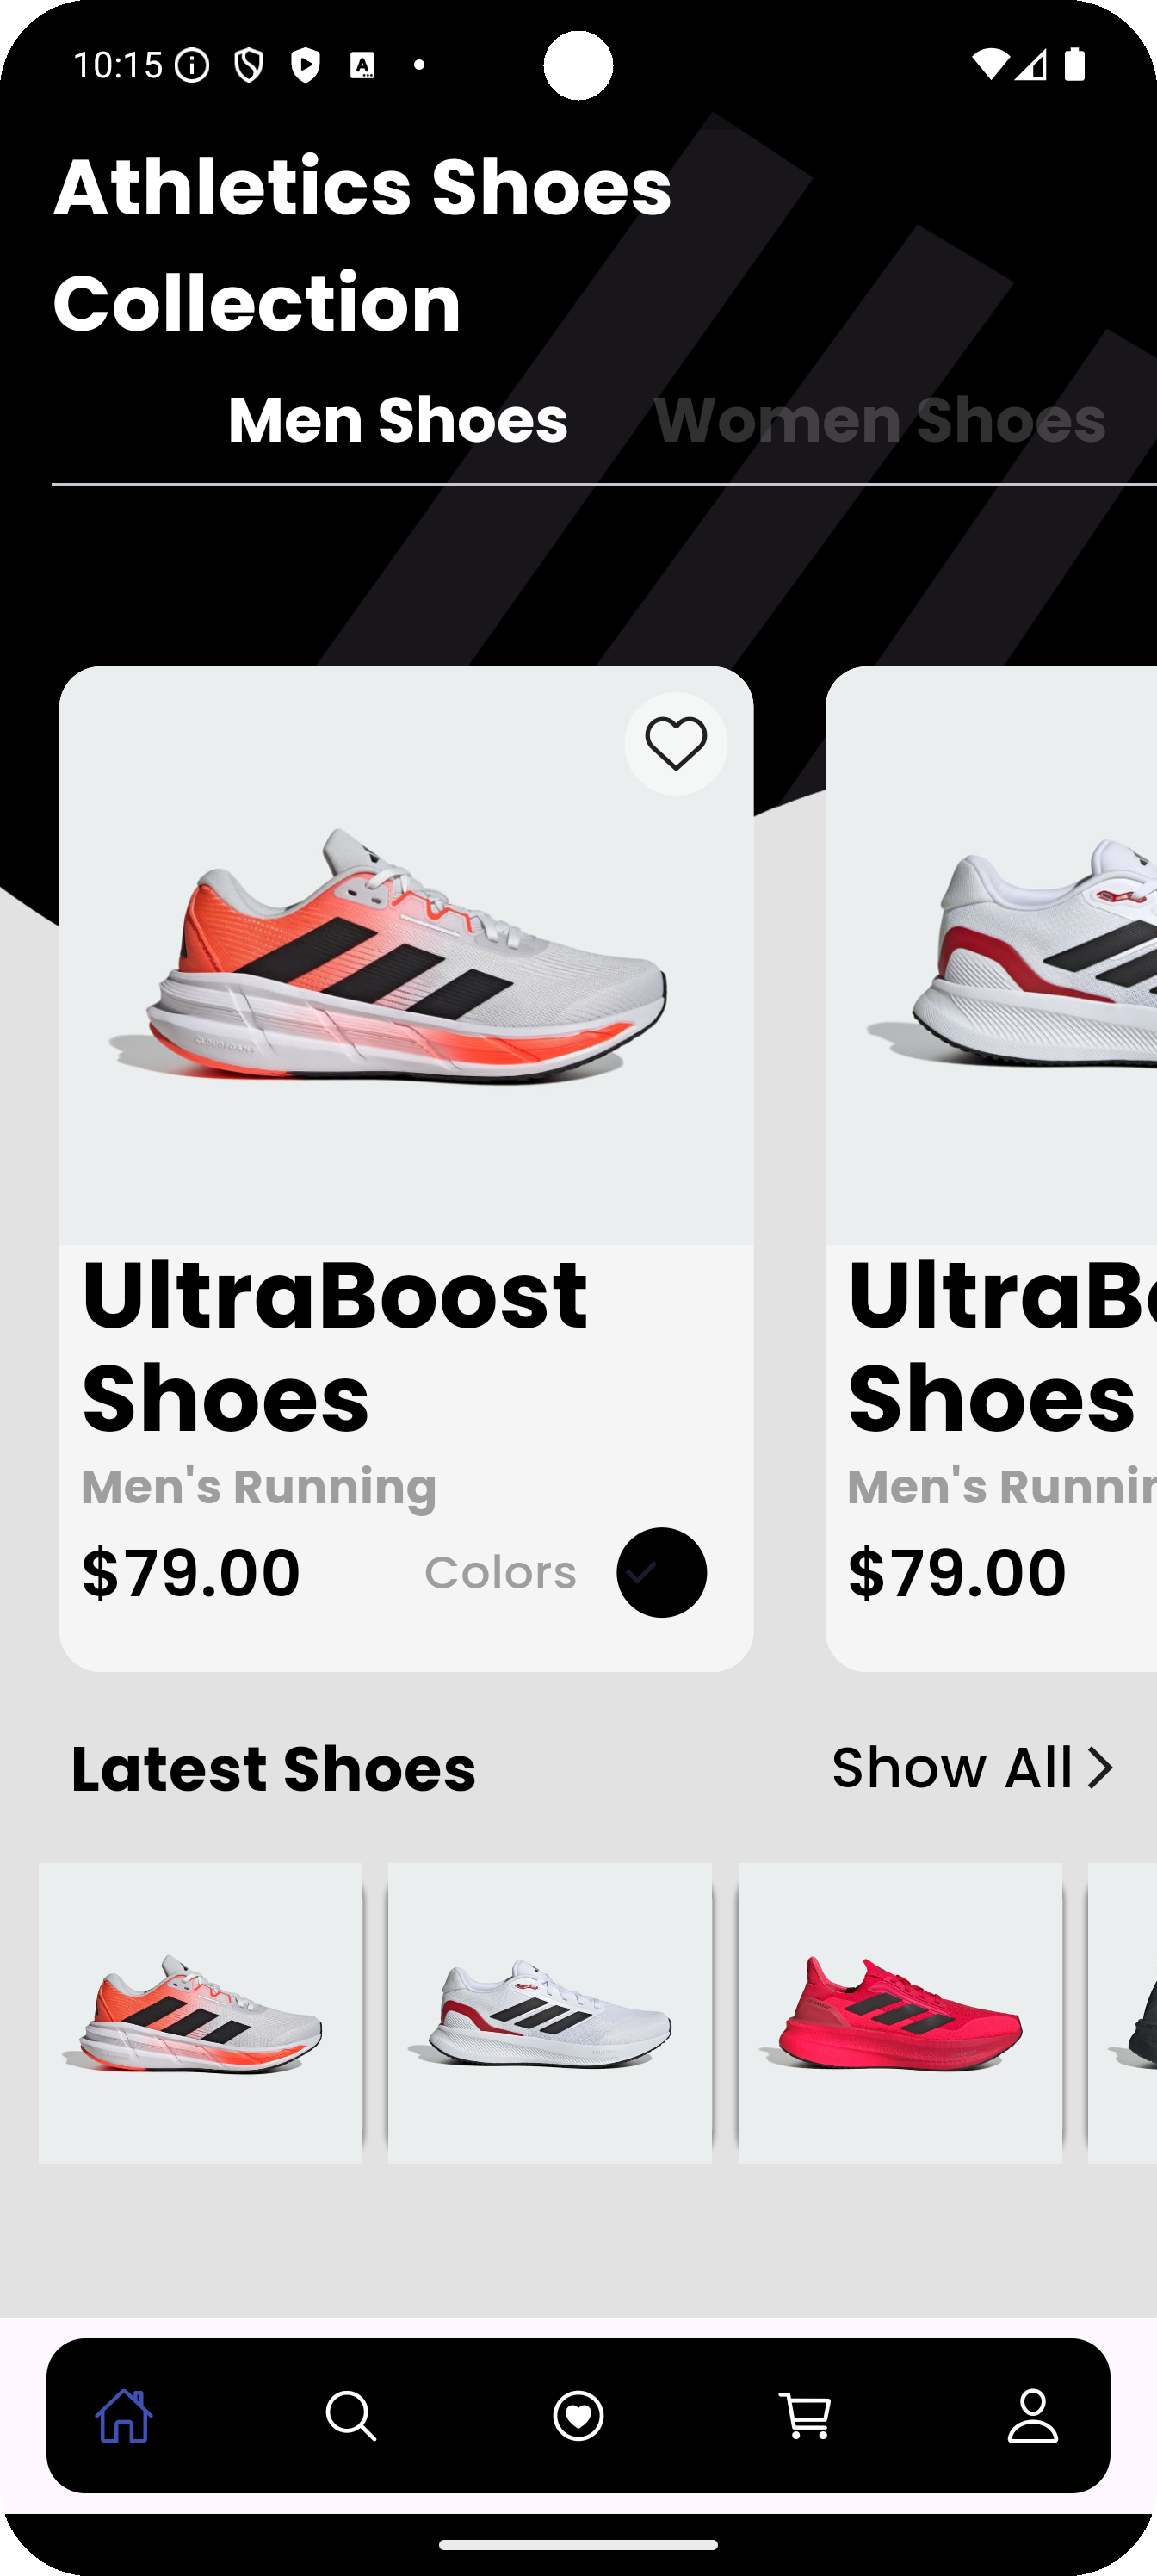 10:15
Athletics Shoes
Collection
Men Shoes
Women Shoes
UltraBoost
Shoes
Men's Running
$79.00
Colors
UltraB
Shoes
Men's Runnin
$79.00
Latest Shoes
Show All